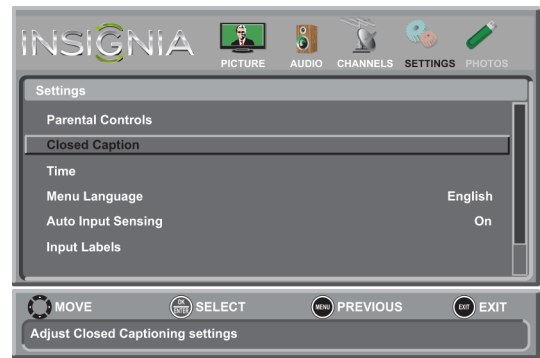 INSIGNIA
PICTURE AUDIO CHANNELS SETTINGS PHOTOS
Settings
Parental Controls
Closed Caption
Time
Menu Language English
Auto Input Sensing On
Input Labels
MOVE OK ENTER SELECT MENU PREVIOUS EXIT EXIT
Adjust Closed Captioning settings